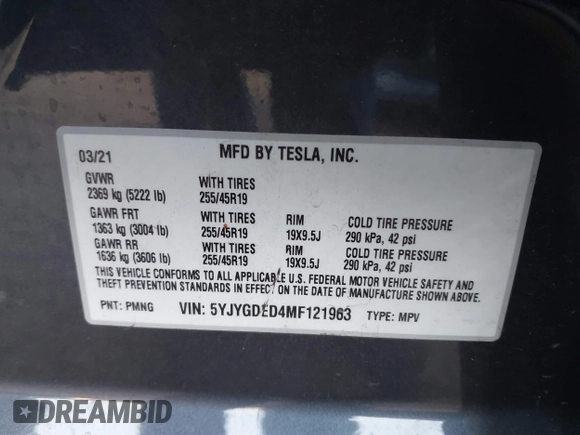 03/21 MFD BY TESLA, INC.
GVWR WITH TIRES
2369 kg (5222 lb) 255/45R19
GAWR FRT WITH TIRES RIM COLD TIRE PRESSURE
1363 kg (3004 lb) 255/45R19 19X9.5J 290 kPa, 42 psi
GAWR RR WITH TIRES RIM COLD TIRE PRESSURE
1636 kg (3606 lb) 255/45R19 19X9.5J 290 kPa, 42 psi
THIS VEHICLE CONFORMS TO ALL APPLICABLE U.S. FEDERAL MOTOR VEHICLE SAFETY AND
THEFT PREVENTION STANDARDS IN EFFECT ON THE DATE OF MANUFACTURE SHOWN ABOVE.
PNT: PMNG VIN: 5YJYGDED4MF121963 TYPE: MPV
DREAMBID